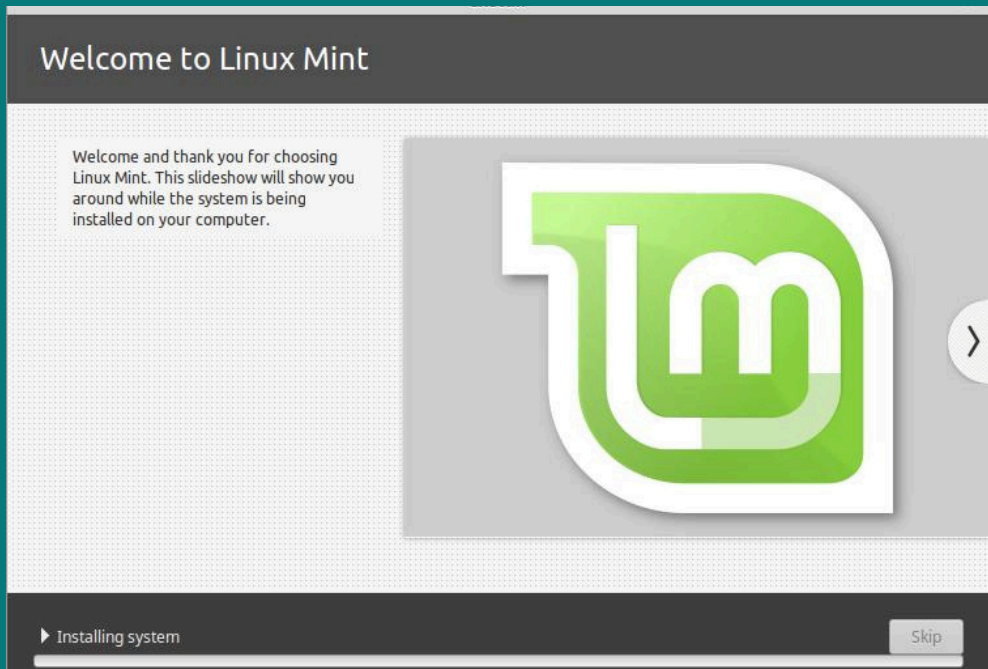 Welcome to Linux Mint
Welcome and thank you for choosing
Linux Mint. This slideshow will show you
around while the system is being
installed on your computer.
lm
Installing system
Skip